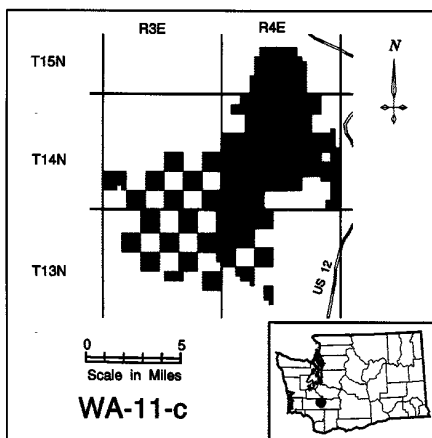 R3E R4E
T15N
N
T14N
T13N
US 12
0 5
Scale in Miles
WA-11-c